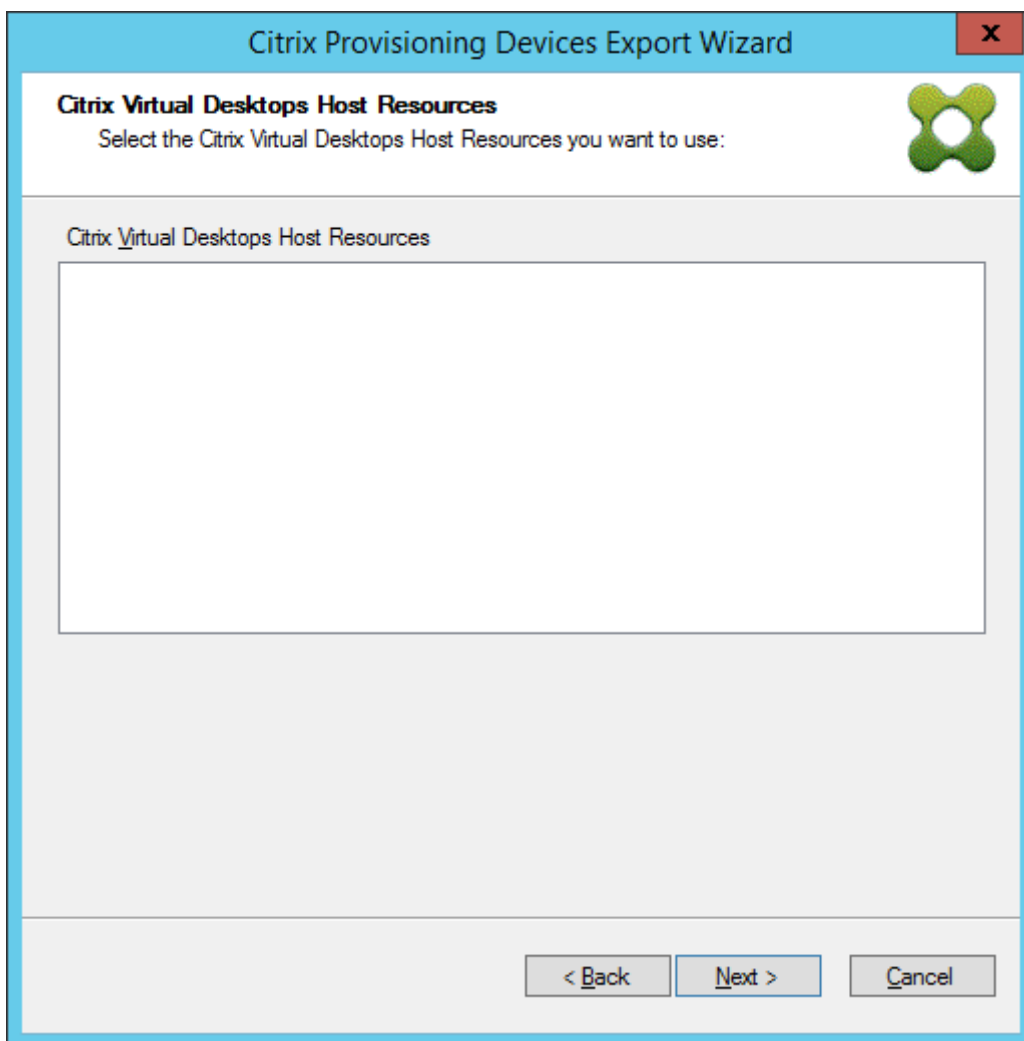 Citrix Provisioning Devices Export Wizard
x
Citrix Virtual Desktops Host Resources
Select the Citrix Virtual Desktops Host Resources you want to use:
Citrix Virtual Desktops Host Resources
< Back
Next >
Cancel